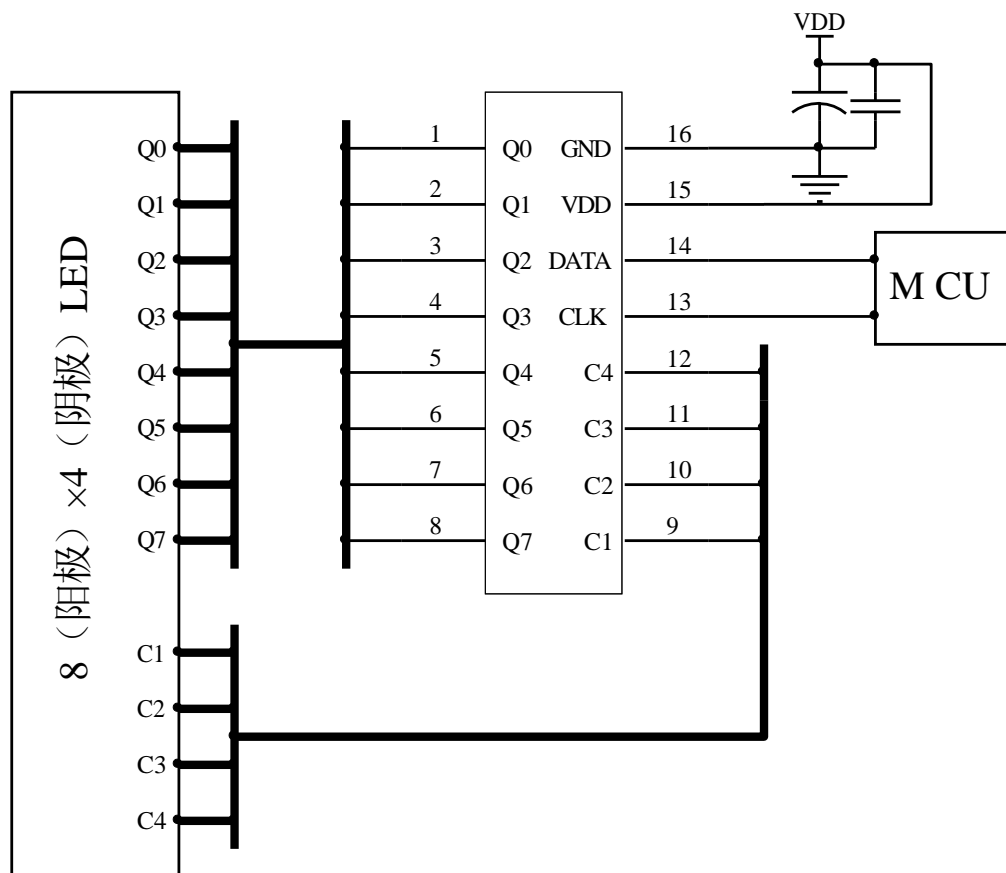 VDD
Q0
Q1
Q2
Q3
Q4
Q5
Q6
Q7
C1
C2
C3
C4
8（阳极）×4（阴极）LED
1 Q0 GND 16
2 Q1 VDD 15
3 Q2 DATA 14
4 Q3 CLK 13
5 Q4 C4 12
6 Q5 C3 11
7 Q6 C2 10
8 Q7 C1 9
M CU